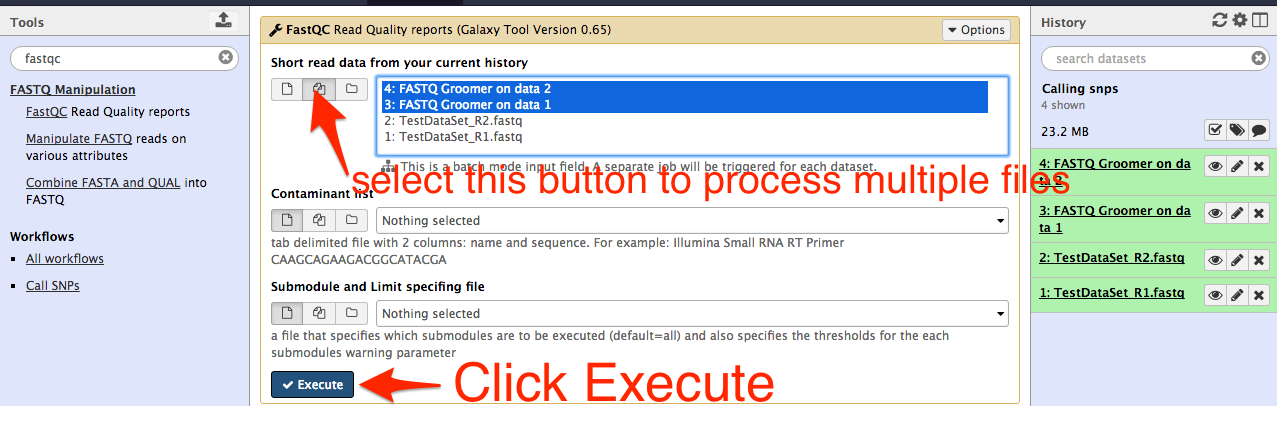 Tools
fastqc
FASTQ Manipulation
FastQC Read Quality reports
Manipulate FASTQ reads on
various attributes
Combine FASTA and QUAL into
FASTQ
Workflows
All workflows
Call SNPs
FastQC Read Quality reports (Galaxy Tool Version 0.65)
Options
Short read data from your current history
4: FASTQ Groomer on data 2
3: FASTQ Groomer on data 1
2: TestDataSet_R2.fastq
1: TestDataSet_R1.fastq
This is a batch mode input field. A separate job will be triggered for each dataset.
select this button to process multiple files
Contaminant list
Nothing selected
tab delimited file with 2 columns: name and sequence. For example: Illumina Small RNA RT Primer
CAAGCAGAAGACGGCATACGA
Submodule and Limit specifing file
Nothing selected
a file that specifies which submodules are to be executed (default=all) and also specifies the thresholds for the each
submodules warning parameter
Execute
Click Execute
History
search datasets
Calling snps
4 shown
23.2 MB
4: FASTQ Groomer on da
ta 2
3: FASTQ Groomer on da
ta 1
2: TestDataSet_R2.fastq
1: TestDataSet_R1.fastq